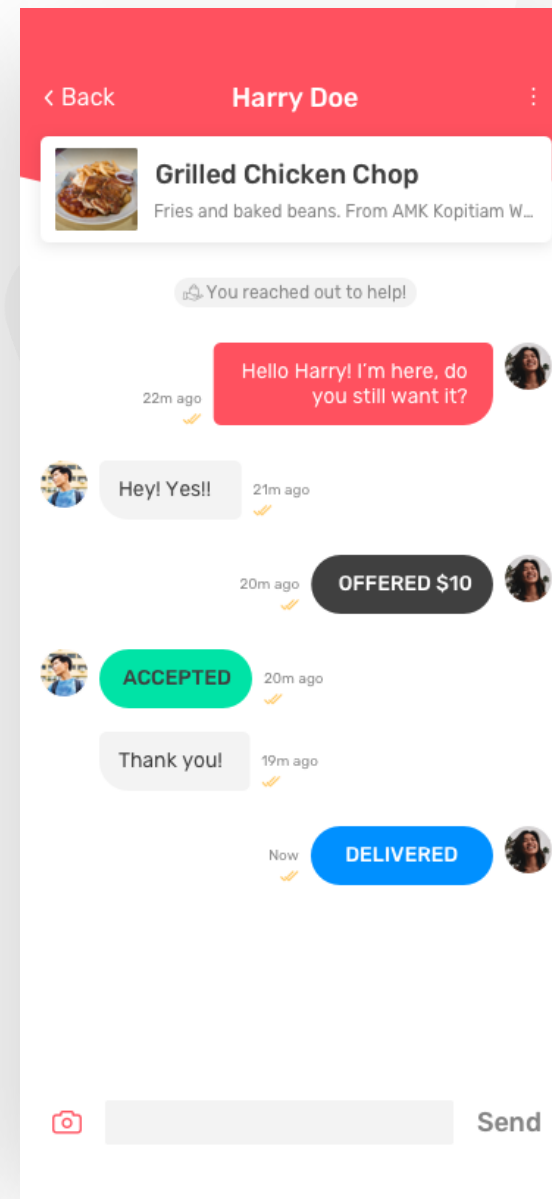 Back
Harry Doe
Grilled Chicken Chop
Fries and baked beans. From AMK Kopitiam W...
You reached out to help!
Hello Harry! I'm here, do
you still want it?
22m ago
Hey! Yes!!
21m ago
20m ago
OFFERED $10
ACCEPTED
20m ago
Thank you!
19m ago
Now
DELIVERED
Send